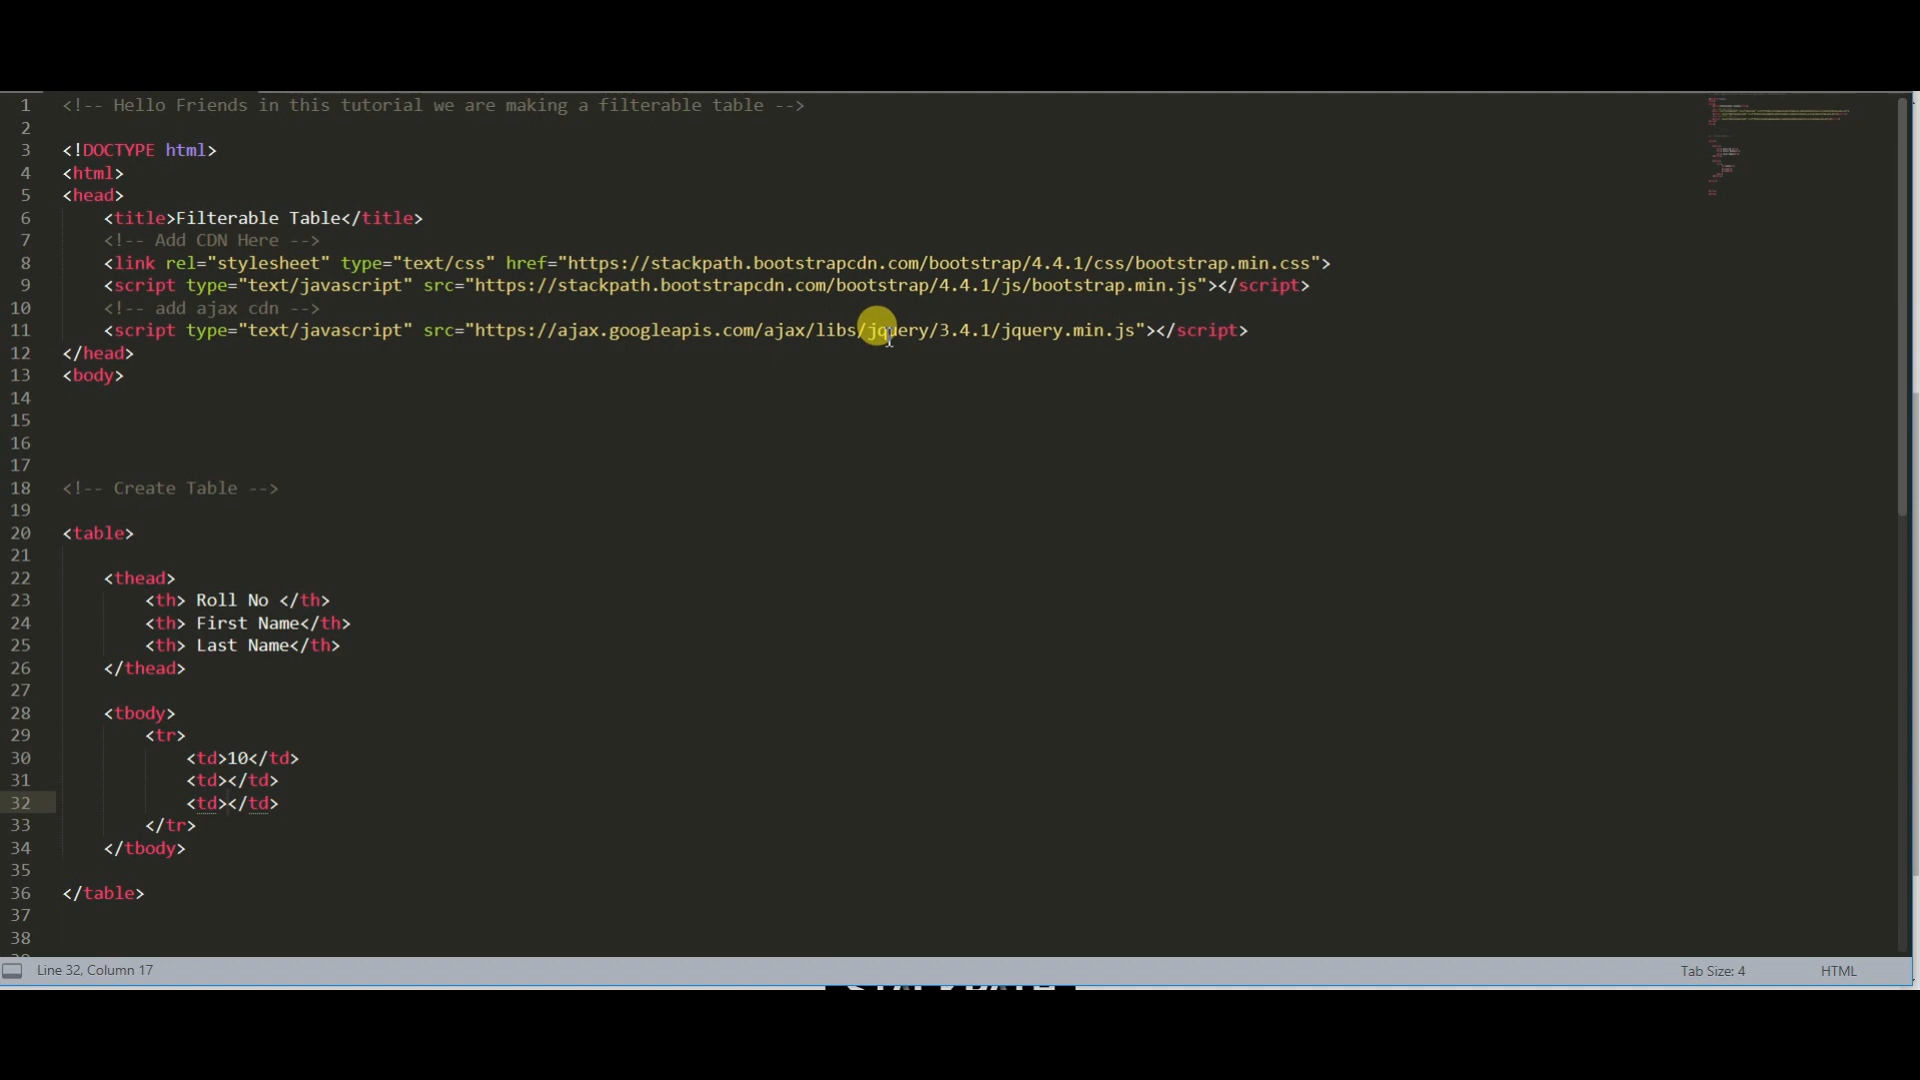 1 <!-- Hello Friends in this tutorial we are making a filterable table -->
2
3 <!DOCTYPE html>
4 <html>
5 <head>
6 <title>Filterable Table</title>
7 <!-- Add CDN Here -->
8 <link rel="stylesheet" type="text/css" href="https://stackpath.bootstrapcdn.com/bootstrap/4.4.1/css/bootstrap.min.css">
9 <script type="text/javascript" src="https://stackpath.bootstrapcdn.com/bootstrap/4.4.1/js/bootstrap.min.js"></script>
10 <!-- add ajax cdn -->
11 <script type="text/javascript" src="https://ajax.googleapis.com/ajax/libs/jquery/3.4.1/jquery.min.js"></script>
12 </head>
13 <body>
14
15
16
17
18 <!-- Create Table -->
19
20 <table>
21
22 <thead>
23 <th> Roll No </th>
24 <th> First Name</th>
25 <th> Last Name</th>
26 </thead>
27
28 <tbody>
29 <tr>
30 <td>10</td>
31 <td></td>
32 <td></td>
33 </tr>
34 </tbody>
35
36 </table>
37
38
Line 32, Column 17 Tab Size: 4 HTML